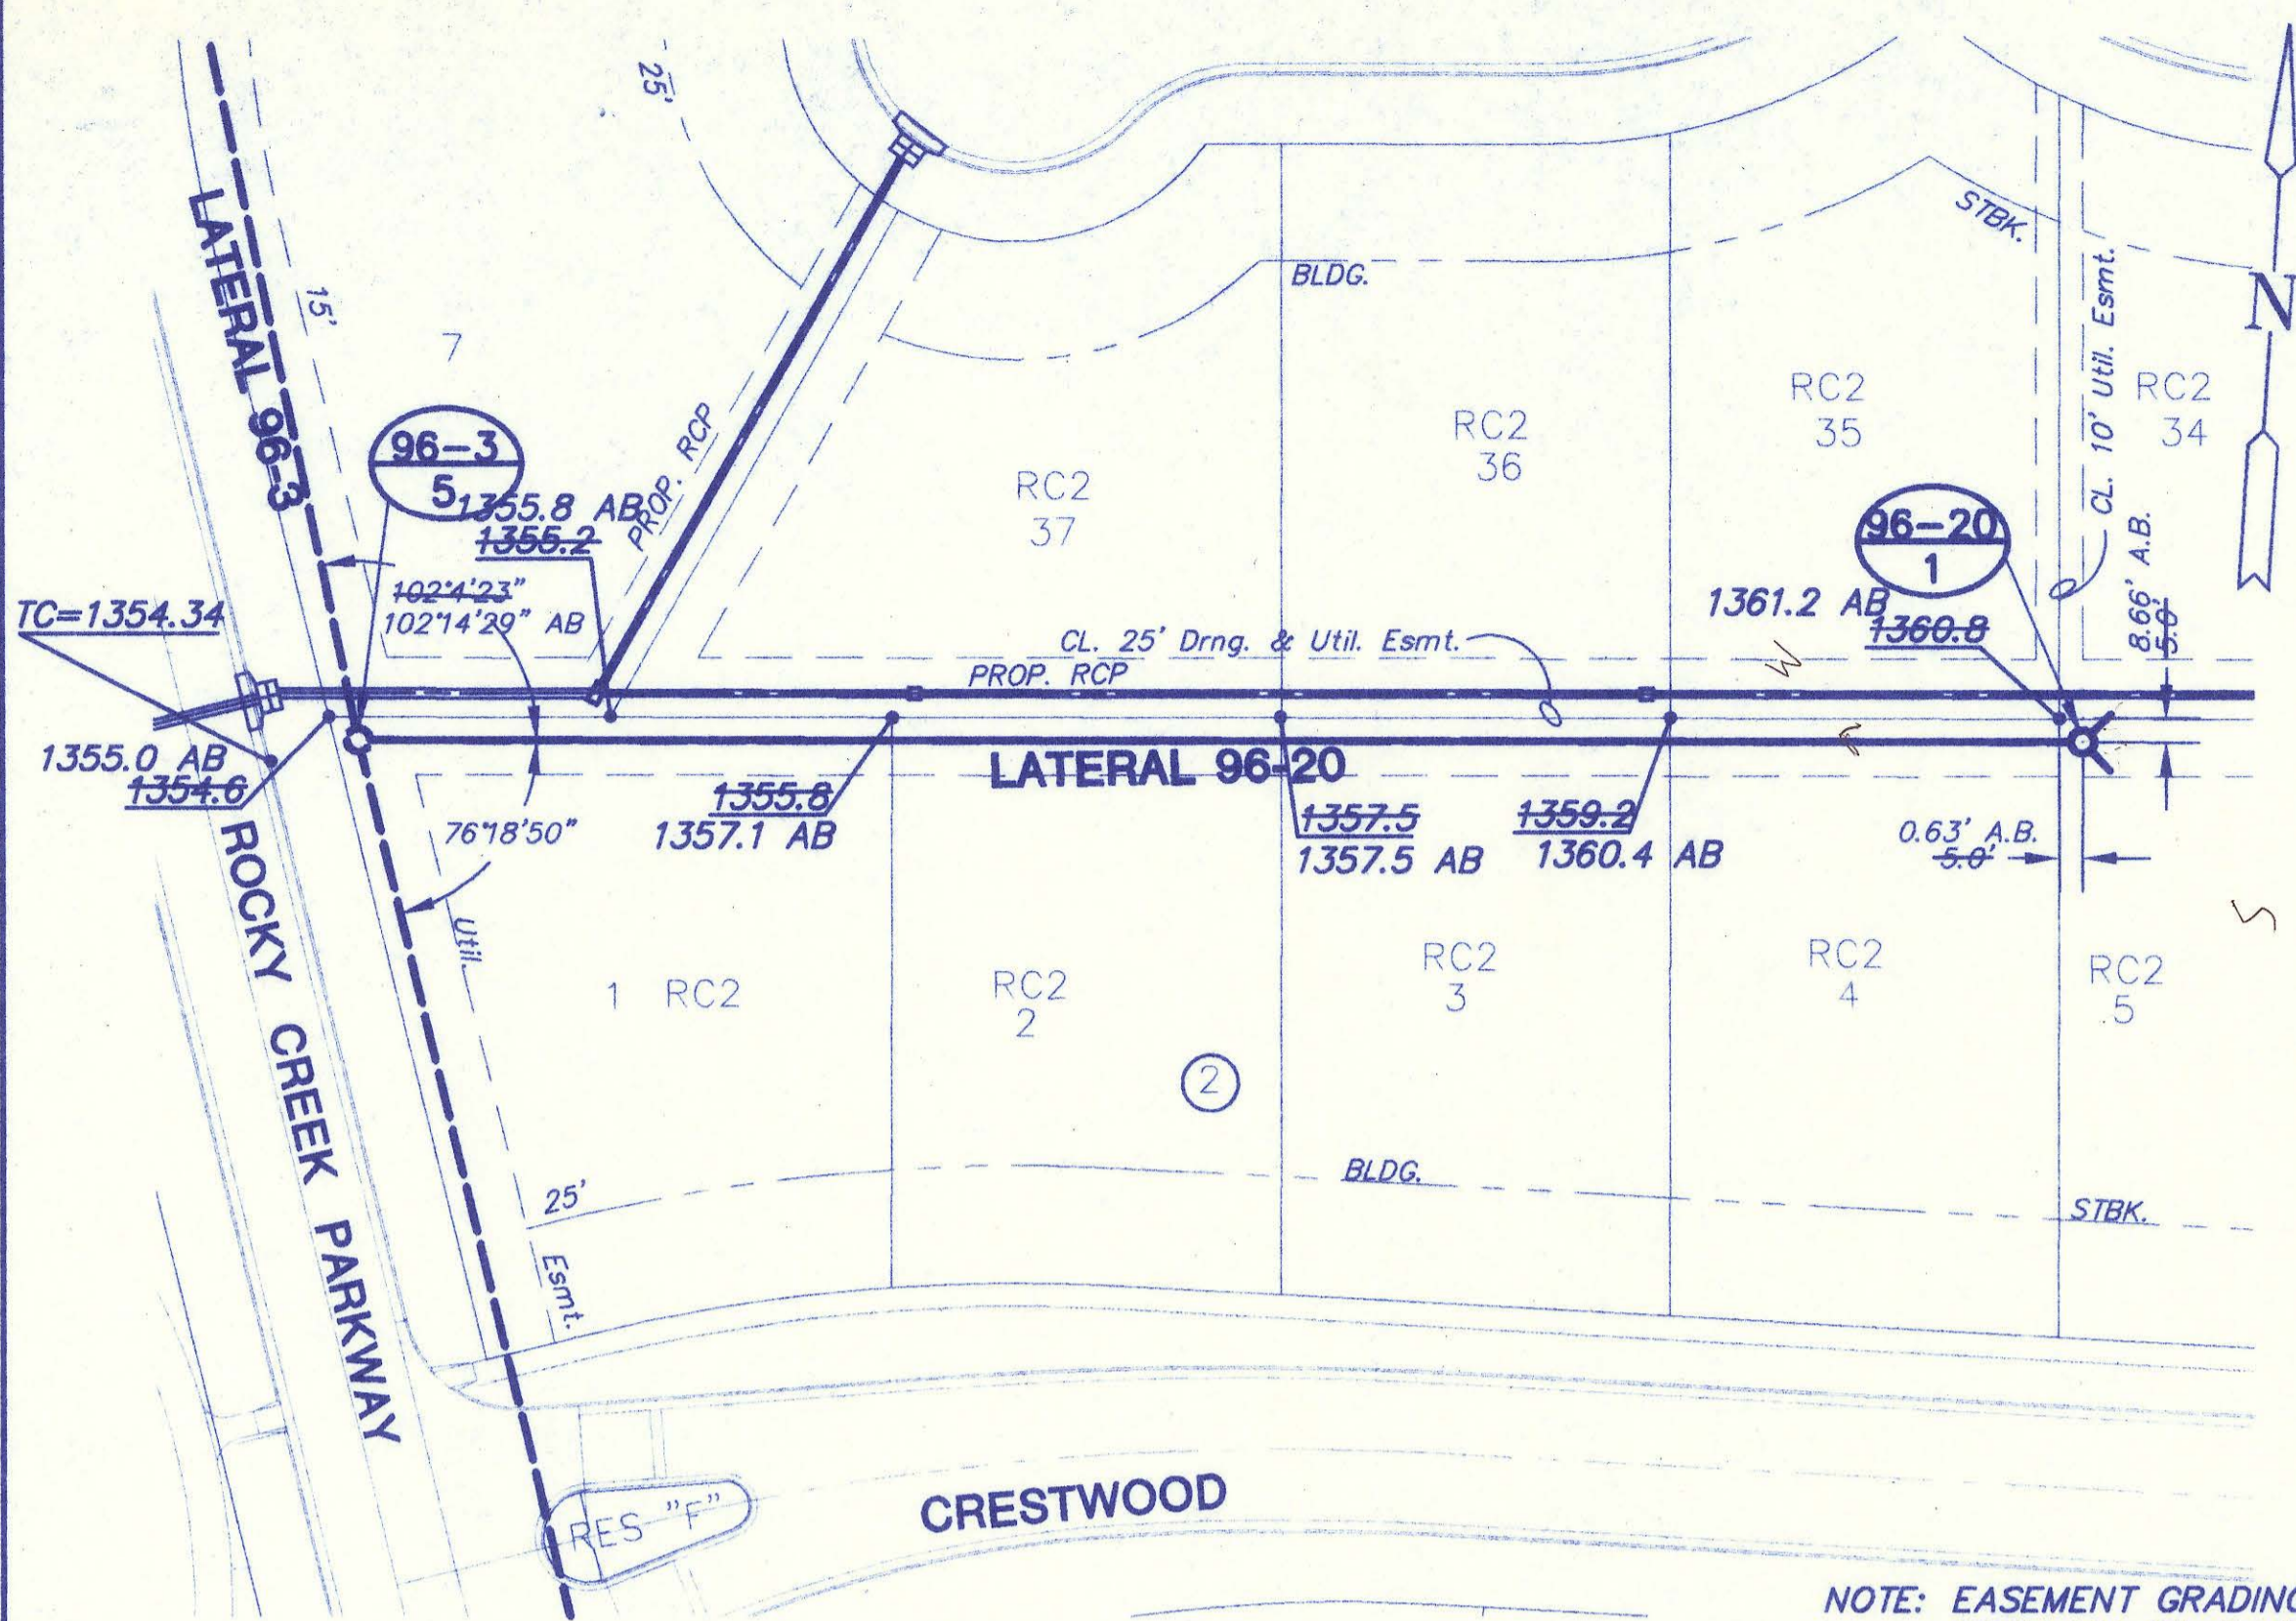 25'
LATERAL 96-3
15'
7
96-3
5
1355.8 AB
1355.2
PROP. RCP
102°4'23"
102°14'29" AB
TC=1354.34
1355.0 AB
1354.6
BLDG.
STBK.
CL. 10' Util. Esmt.
RC2
37
RC2
36
RC2
35
RC2
34
N
96-20
1
1361.2 AB
1360.8
8.66' A.B.
5.0'
CL. 25' Drng. & Util. Esmt.
PROP. RCP
W
LATERAL 96-20
76°18'50"
1355.8
1357.1 AB
1357.5
1357.5 AB
1359.2
1360.4 AB
0.63' A.B.
5.0'
S
ROCKY CREEK PARKWAY
Util.
1 RC2
RC2
2
RC2
3
RC2
4
RC2
5
2
25'
BLDG.
STBK.
Esmt.
RES "F"
CRESTWOOD
NOTE: EASEMENT GRADING